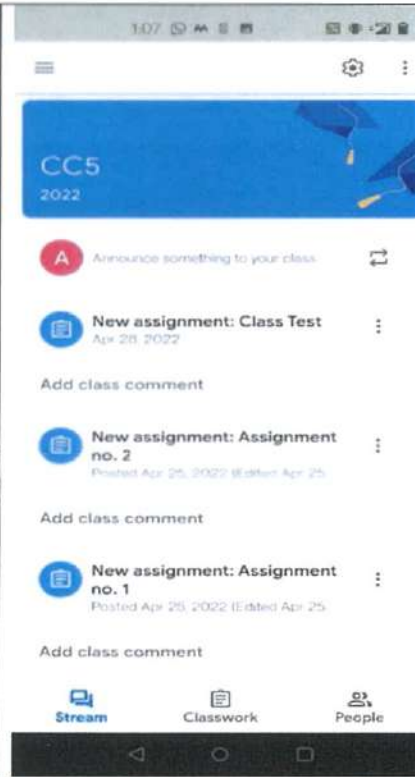 1:07
CC5
2022
A
Announce something to your class
New assignment: Class Test
Apr 28, 2022
Add class comment
New assignment: Assignment
no. 2
Posted Apr 25, 2022 (Edited Apr 25
Add class comment
New assignment: Assignment
no. 1
Posted Apr 25, 2022 (Edited Apr 25
Add class comment
Stream Classwork People